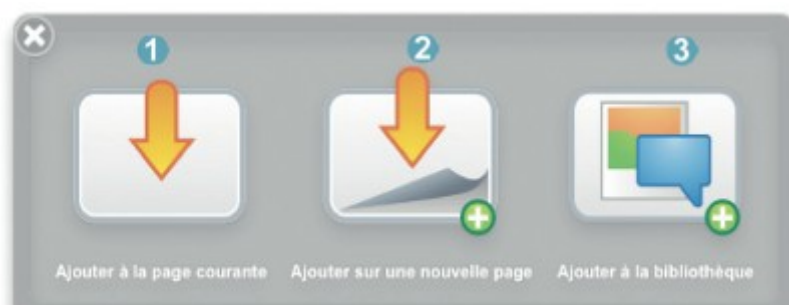 1 2 3
Ajouter à la page courante Ajouter sur une nouvelle page Ajouter à la bibliothèque